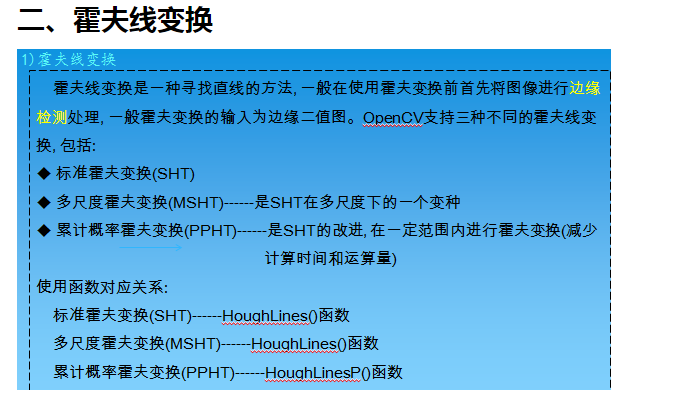 二、霍夫线变换
1)霍夫线变换
霍夫线变换是一种寻找直线的方法,一般在使用霍夫变换前首先将图像进行边缘
检测处理,一般霍夫变换的输入为边缘二值图。OpenCV支持三种不同的霍夫线变
换,包括:
◆ 标准霍夫变换(SHT)
◆ 多尺度霍夫变换(MSHT)------是SHT在多尺度下的一个变种
◆ 累计概率霍夫变换(PPHT)------是SHT的改进,在一定范围内进行霍夫变换(减少
计算时间和运算量)
使用函数对应关系:
标准霍夫变换(SHT)------HoughLines()函数
多尺度霍夫变换(MSHT)------HoughLines()函数
累计概率霍夫变换(PPHT)------HoughLinesP()函数